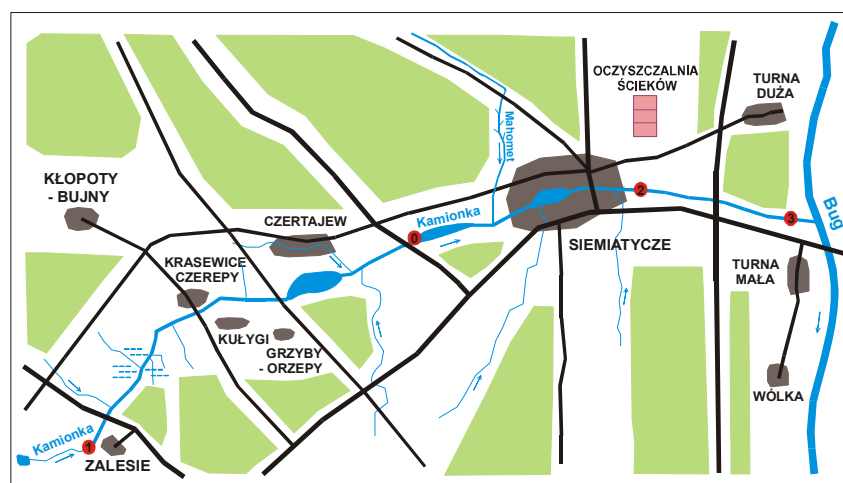 OCZYSZCZALNIA
ŚCIEKÓW
TURNA
DUŻA
Mahomet
KŁOPOTY
- BUJNY
2
CZERTAJEW
Kamionka
0
3
Bug
SIEMIATYCZE
KRASEWICE
CZEREPY
TURNA
MAŁA
KUŁYGI
GRZYBY
- ORZEPY
WÓLKA
Kamionka
1
ZALESIE